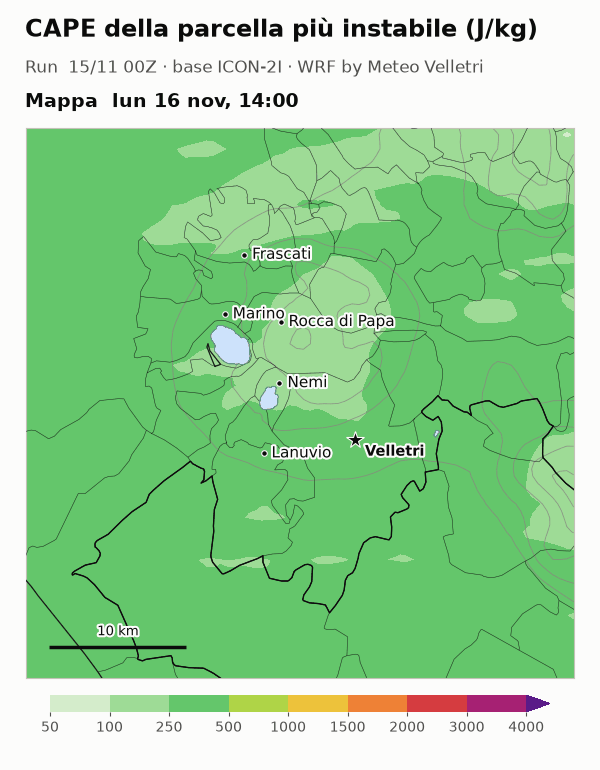 CAPE della parcella più instabile (J/kg)
Run  15/11 00Z · base ICON-2I · WRF by Meteo Velletri
Mappa  lun 16 nov, 14:00
Frascati
Marino
Rocca di Papa
Nemi
Velletri
Lanuvio
10 km
50 100 250 500 1000 1500 2000 3000 4000